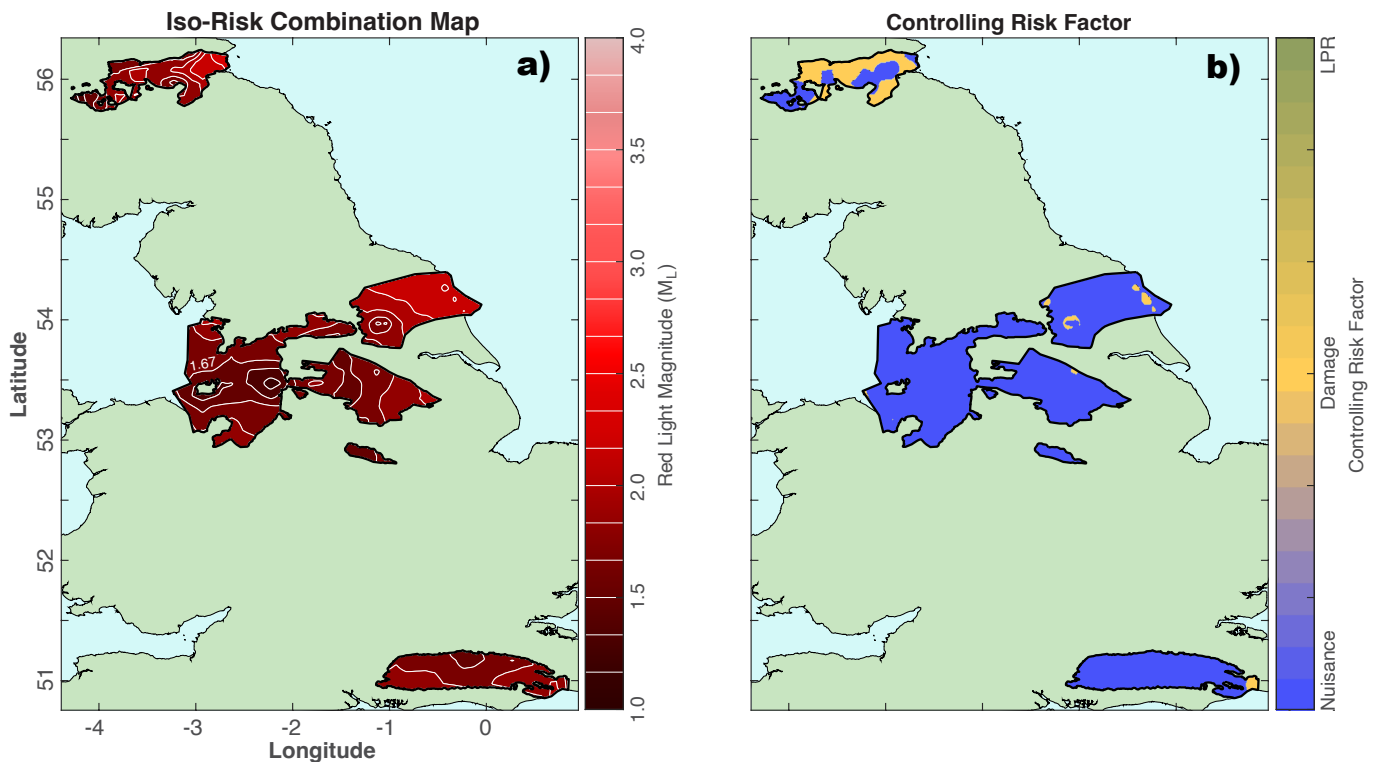 Iso-Risk Combination Map
a)
1.67
56
55
54
53
52
51
Latitude
-4
-3
-2
-1
0
Longitude
4.0
3.5
3.0
2.5
2.0
1.5
1.0
Red Light Magnitude (ML)
Controlling Risk Factor
b)
LPR
Damage
Nuisance
Controlling Risk Factor